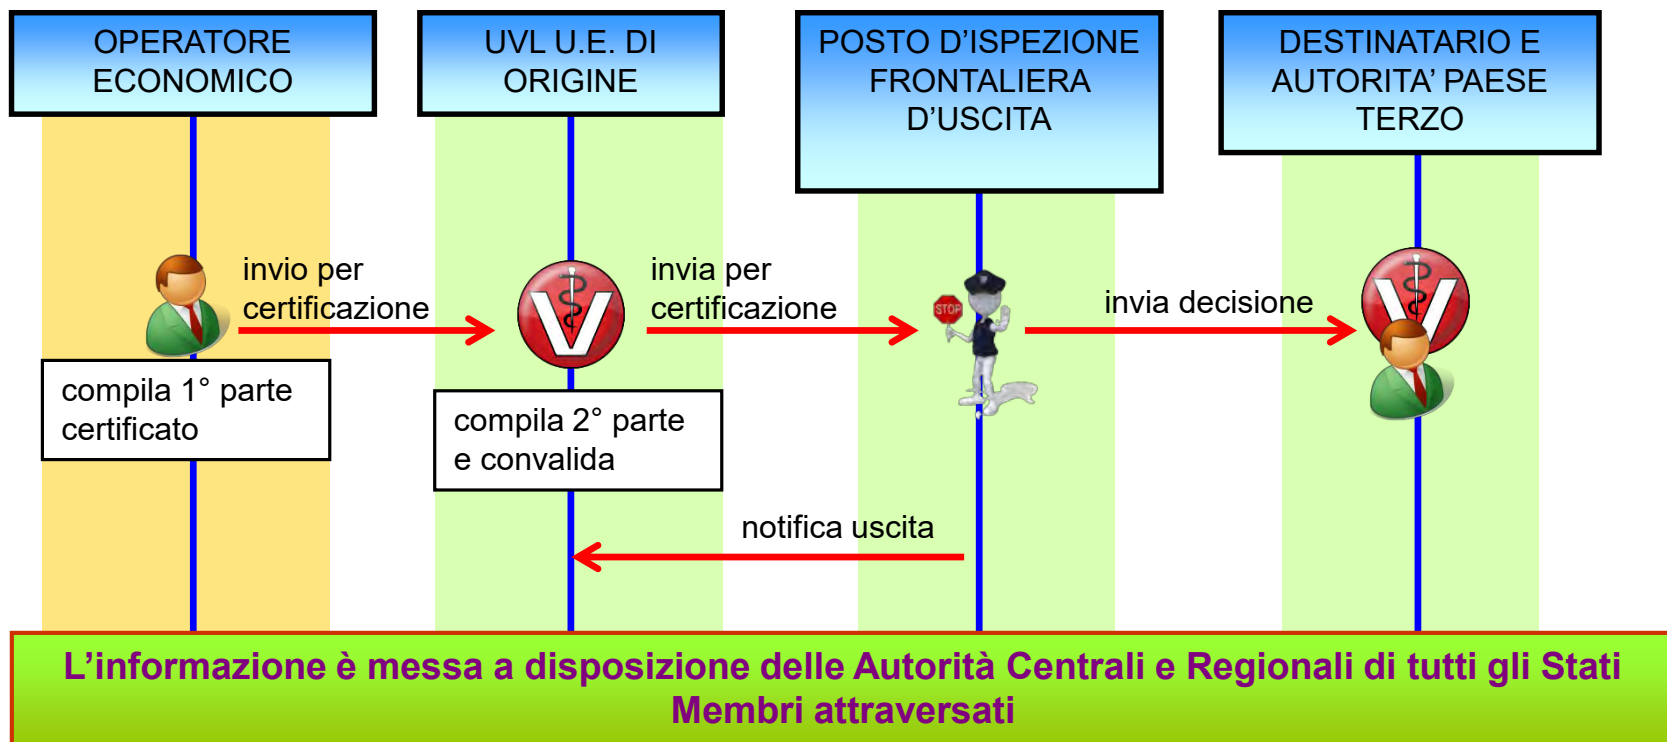 OPERATORE
ECONOMICO
UVL U.E. DI
ORIGINE
POSTO D’ISPEZIONE
FRONTALIERA
D’USCITA
DESTINATARIO E
AUTORITA’ PAESE
TERZO
invio per
certificazione
invia per
certificazione
STOP
invia decisione
compila 1° parte
certificato
compila 2° parte
e convalida
notifica uscita
L’informazione è messa a disposizione delle Autorità Centrali e Regionali di tutti gli Stati
Membri attraversati